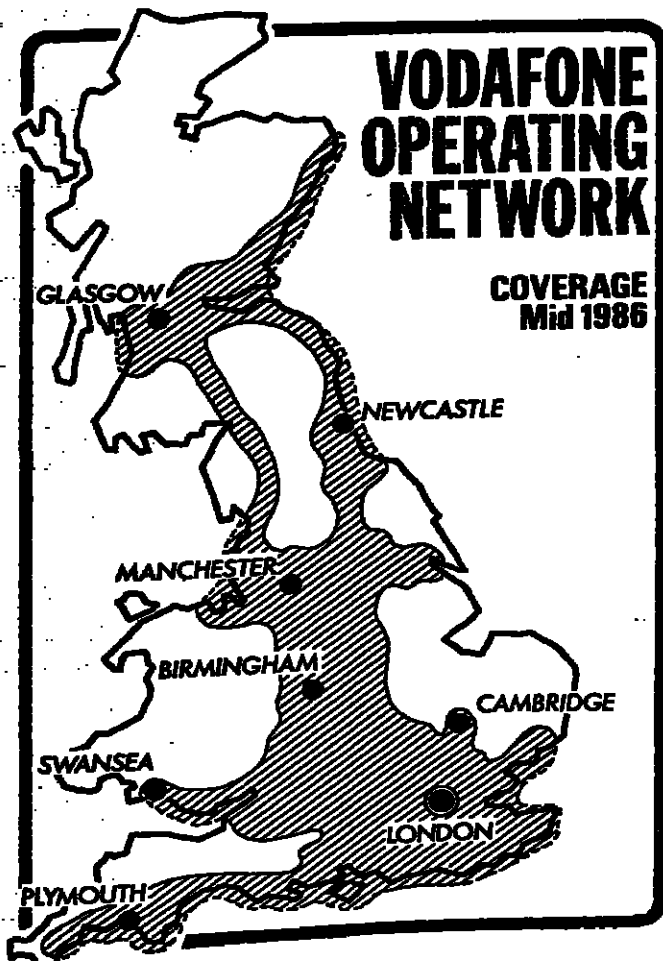 VODAFONE
OPERATING
NETWORK
COVERAGE
Mid 1986
GLASGOW
NEWCASTLE
MANCHESTER
BIRMINGHAM
CAMBRIDGE
SWANSEA
LONDON
PLYMOUTH